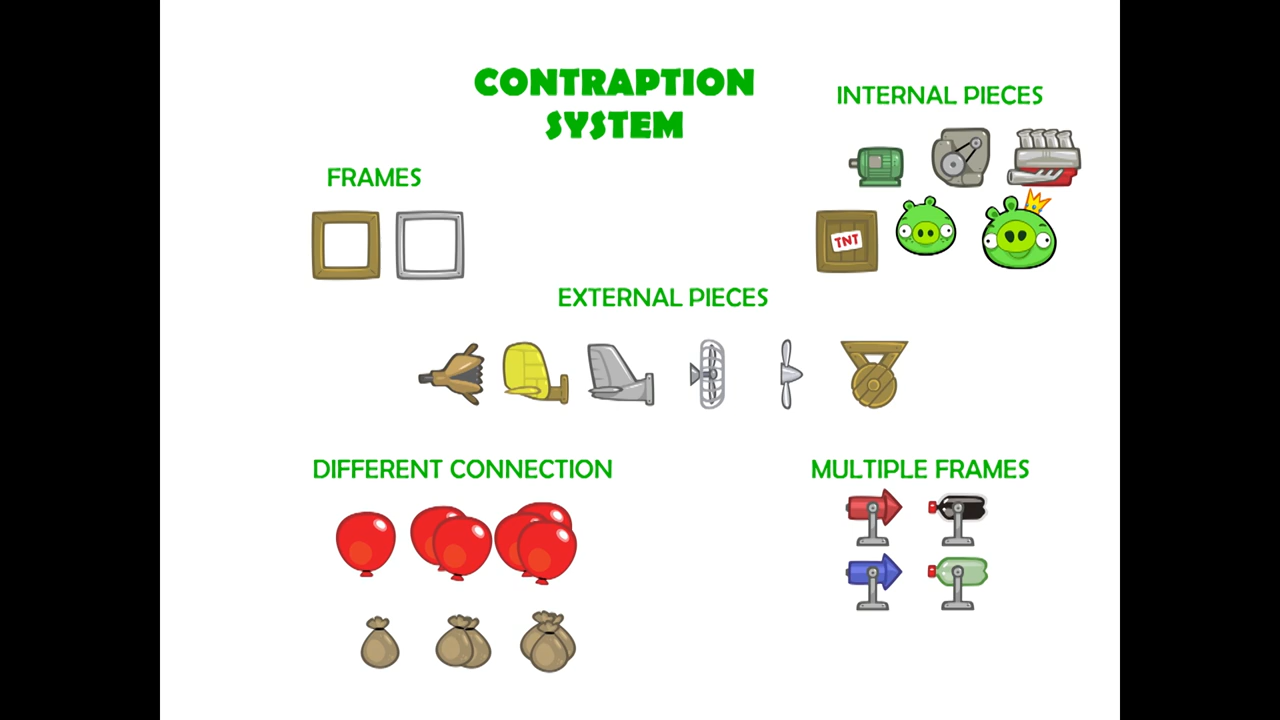 CONTRAPTION
SYSTEM
INTERNAL PIECES
FRAMES
TNT
EXTERNAL PIECES
DIFFERENT CONNECTION
MULTIPLE FRAMES